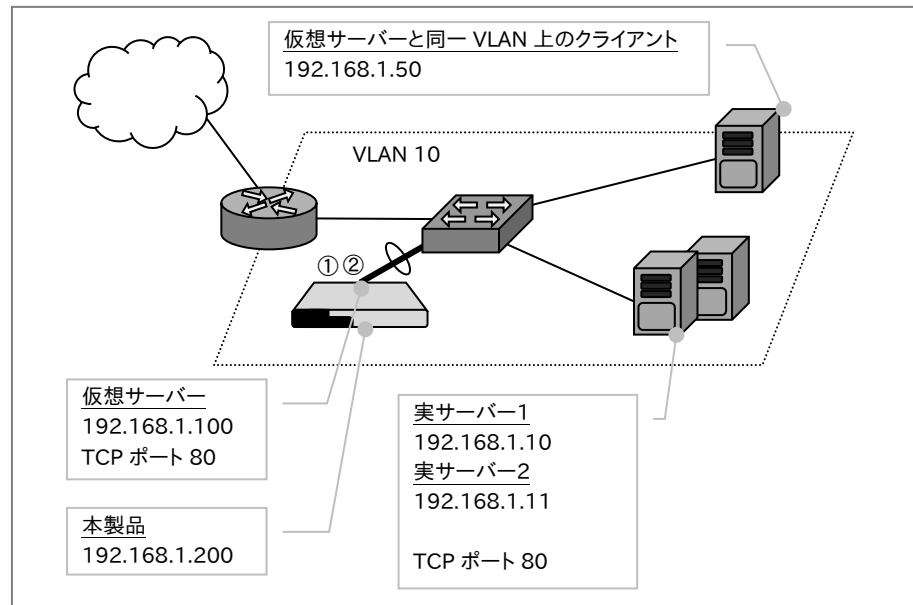 仮想サーバーと同一 VLAN 上のクライアント
192.168.1.50
VLAN 10
①②
仮想サーバー
192.168.1.100
TCP ポート 80
本製品
192.168.1.200
実サーバー1
192.168.1.10
実サーバー2
192.168.1.11
TCP ポート 80